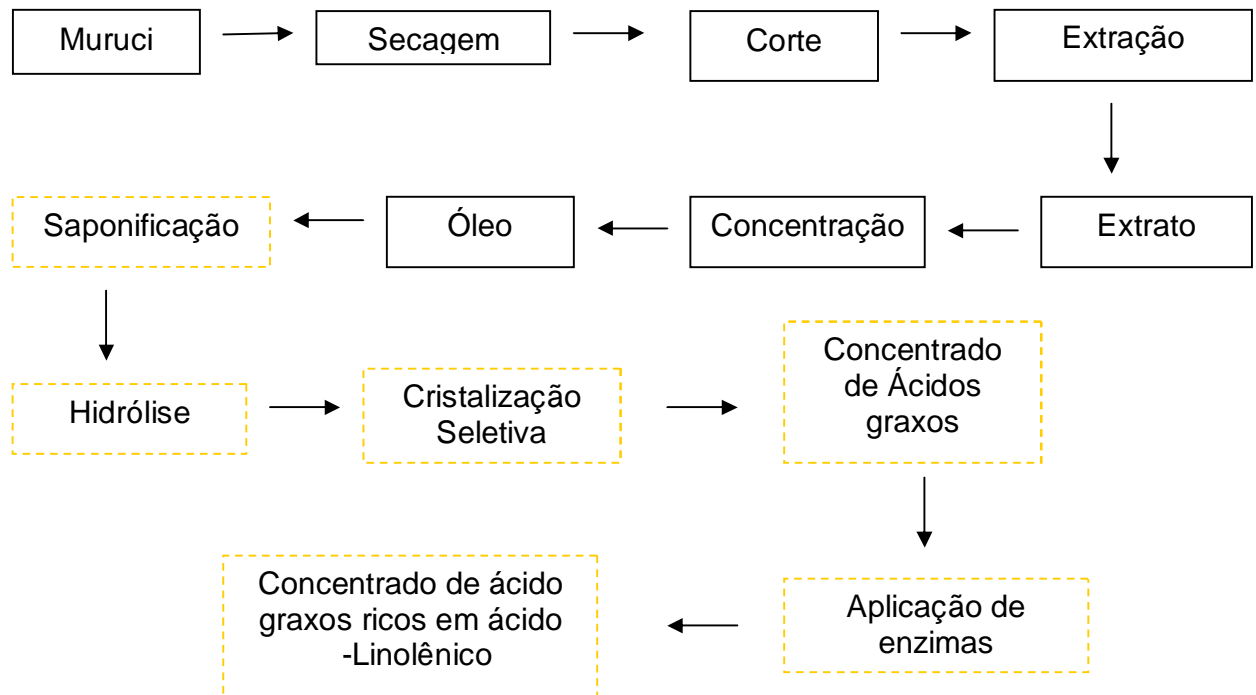 Muruci
Secagem
Corte
Extração
Saponificação
Óleo
Concentração
Extrato
Hidrólise
Cristalização
Seletiva
Concentrado
de Ácidos
graxos
Concentrado de ácido
graxos ricos em ácido
-Linolênico
Aplicação de
enzimas